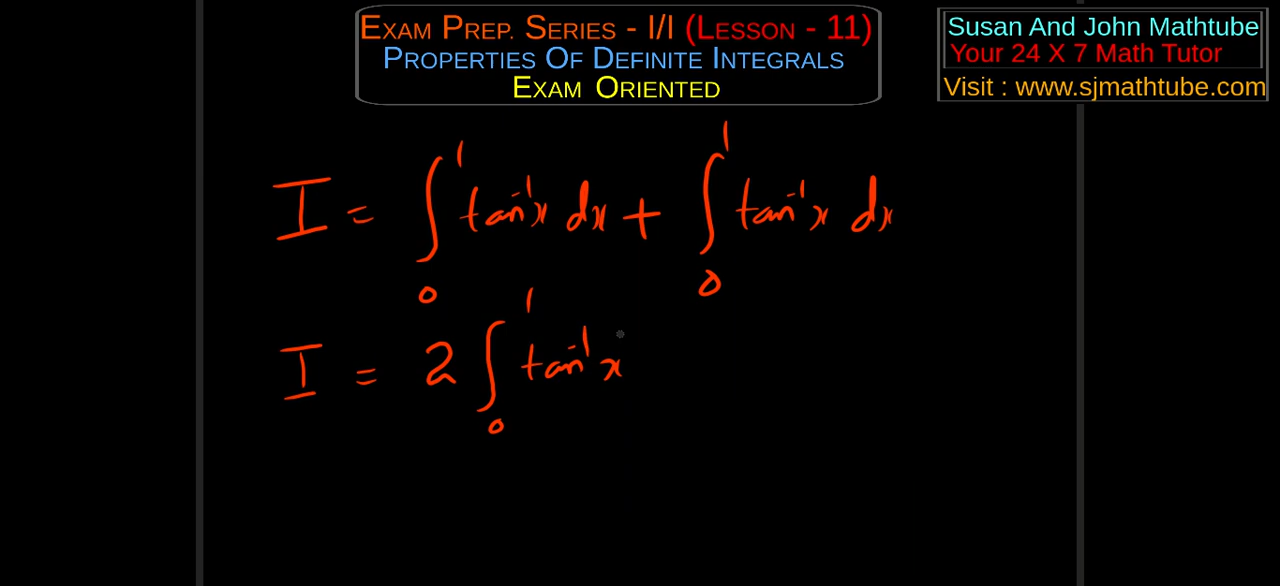 EXAM PREP. SERIES - I/I (LESSON - 11)
PROPERTIES OF DEFINITE INTEGRALS
EXAM ORIENTED
Susan And John Mathtube
Your 24 X 7 Math Tutor
Visit : www.sjmathtube.com
I = ∫₀¹ tan⁻¹x dx + ∫₀¹ tan⁻¹x dx
I = 2 ∫₀¹ tan⁻¹x